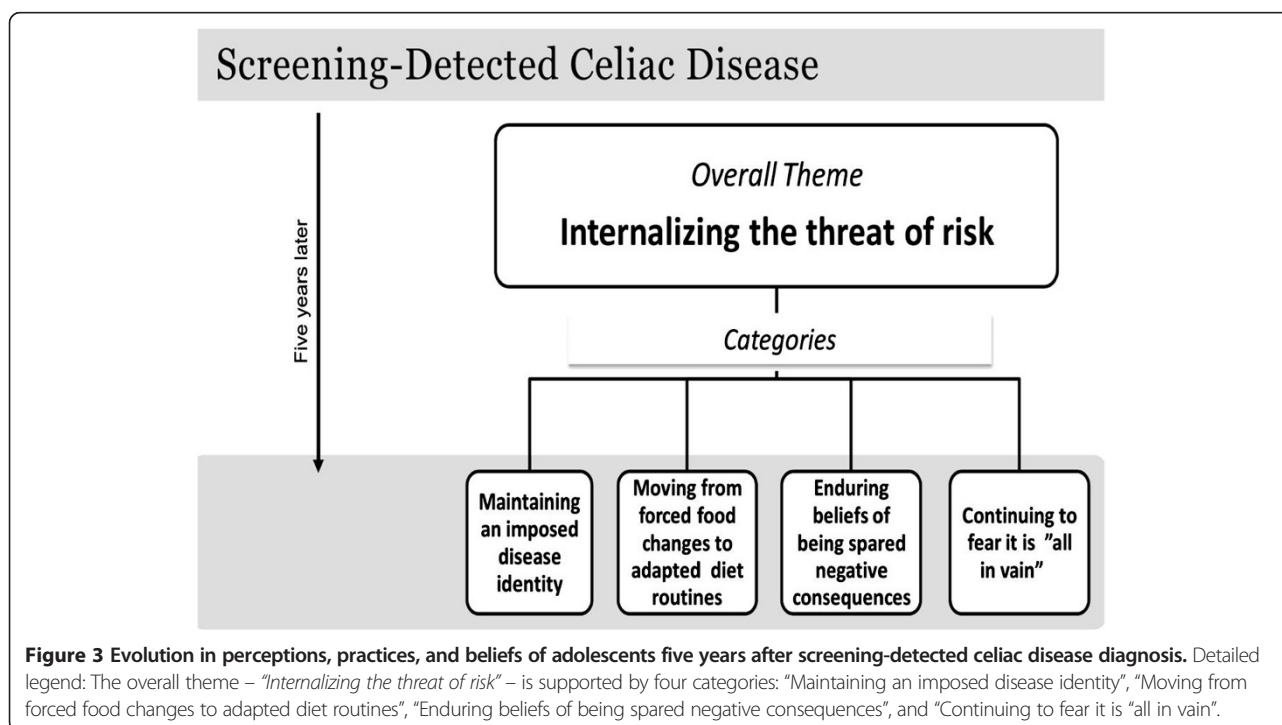 Screening-Detected Celiac Disease
Five years later
Overall Theme
Internalizing the threat of risk
Categories
Maintaining
an imposed
disease
identity
Moving from
forced food
changes to
adapted diet
routines
Enduring
beliefs of
being spared
negative
consequences
Continuing to
fear it is ”all
in vain”
Figure 3 Evolution in perceptions, practices, and beliefs of adolescents five years after screening-detected celiac disease diagnosis. Detailed
legend: The overall theme – “Internalizing the threat of risk” – is supported by four categories: “Maintaining an imposed disease identity”, “Moving from
forced food changes to adapted diet routines”, “Enduring beliefs of being spared negative consequences”, and “Continuing to fear it is “all in vain”.